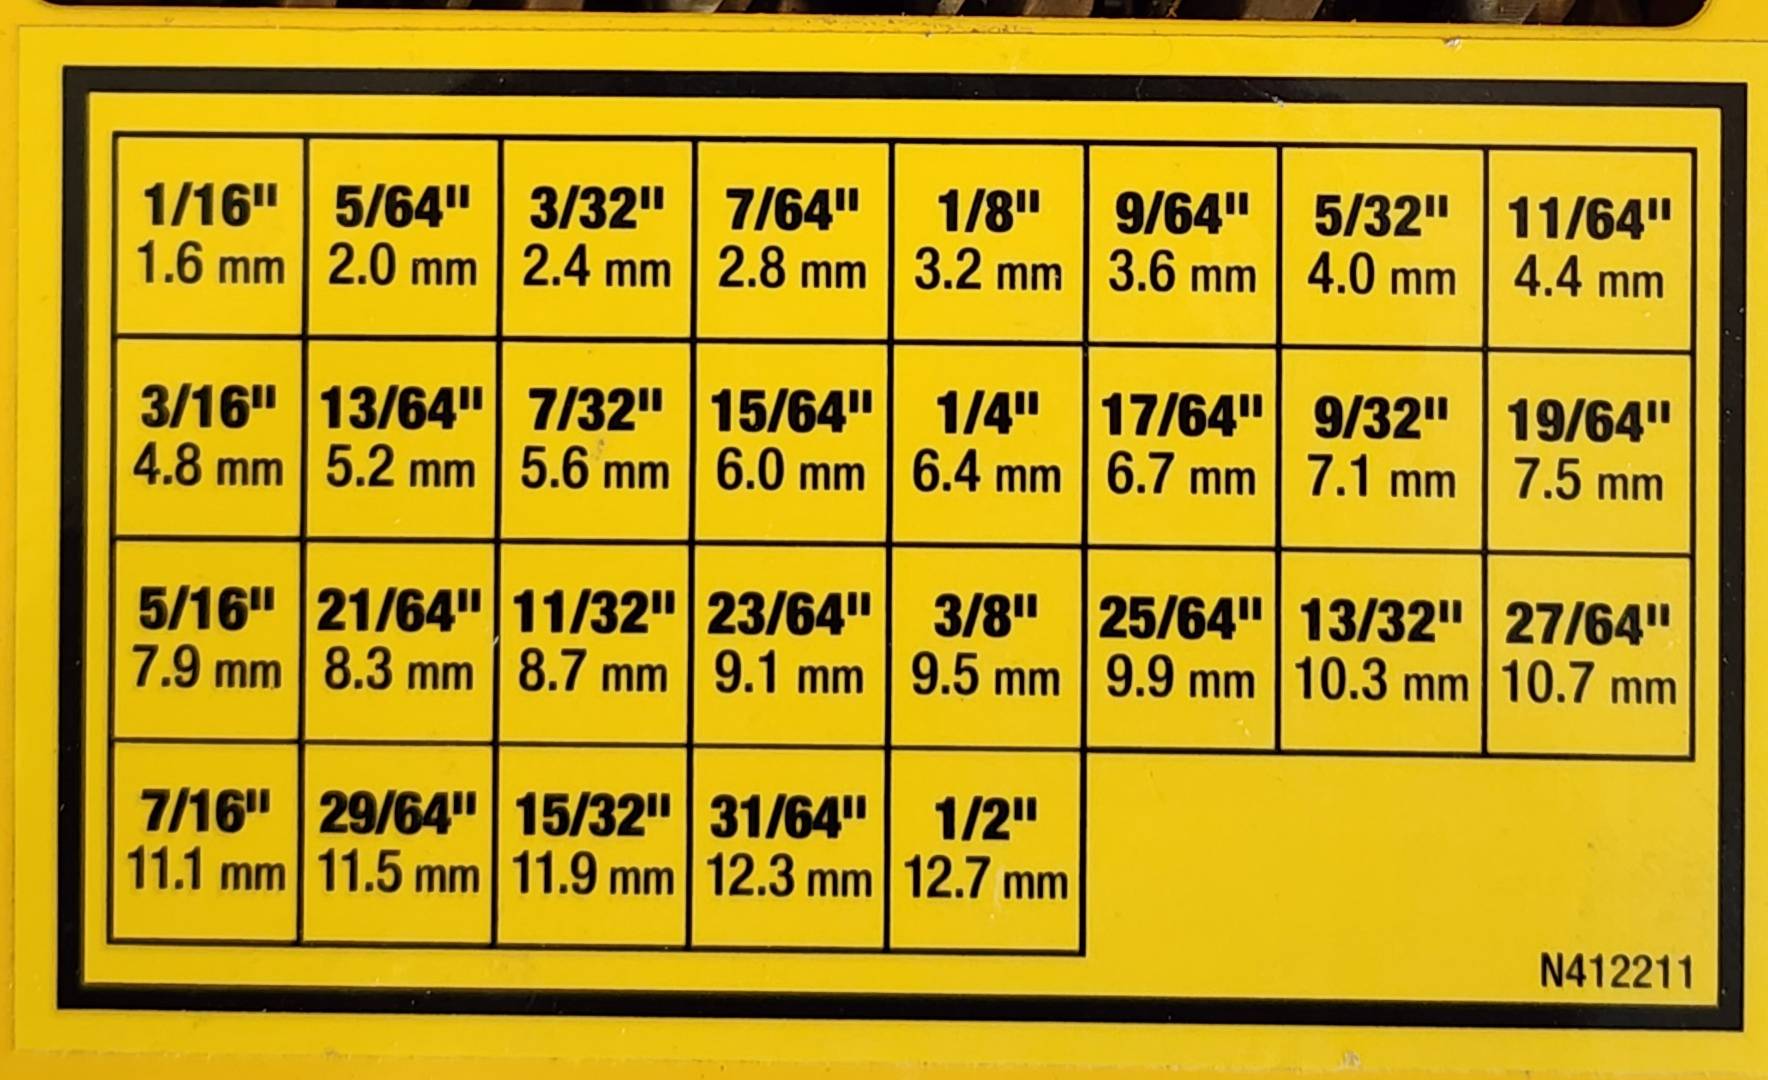 1/16" 5/64" 3/32" 7/64" 1/8" 9/64" 5/32" 11/64"
1.6 mm 2.0 mm 2.4 mm 2.8 mm 3.2 mm 3.6 mm 4.0 mm 4.4 mm
3/16" 13/64" 7/32" 15/64" 1/4" 17/64" 9/32" 19/64"
4.8 mm 5.2 mm 5.6 mm 6.0 mm 6.4 mm 6.7 mm 7.1 mm 7.5 mm
5/16" 21/64" 11/32" 23/64" 3/8" 25/64" 13/32" 27/64"
7.9 mm 8.3 mm 8.7 mm 9.1 mm 9.5 mm 9.9 mm 10.3 mm 10.7 mm
7/16" 29/64" 15/32" 31/64" 1/2"
11.1 mm 11.5 mm 11.9 mm 12.3 mm 12.7 mm
N412211